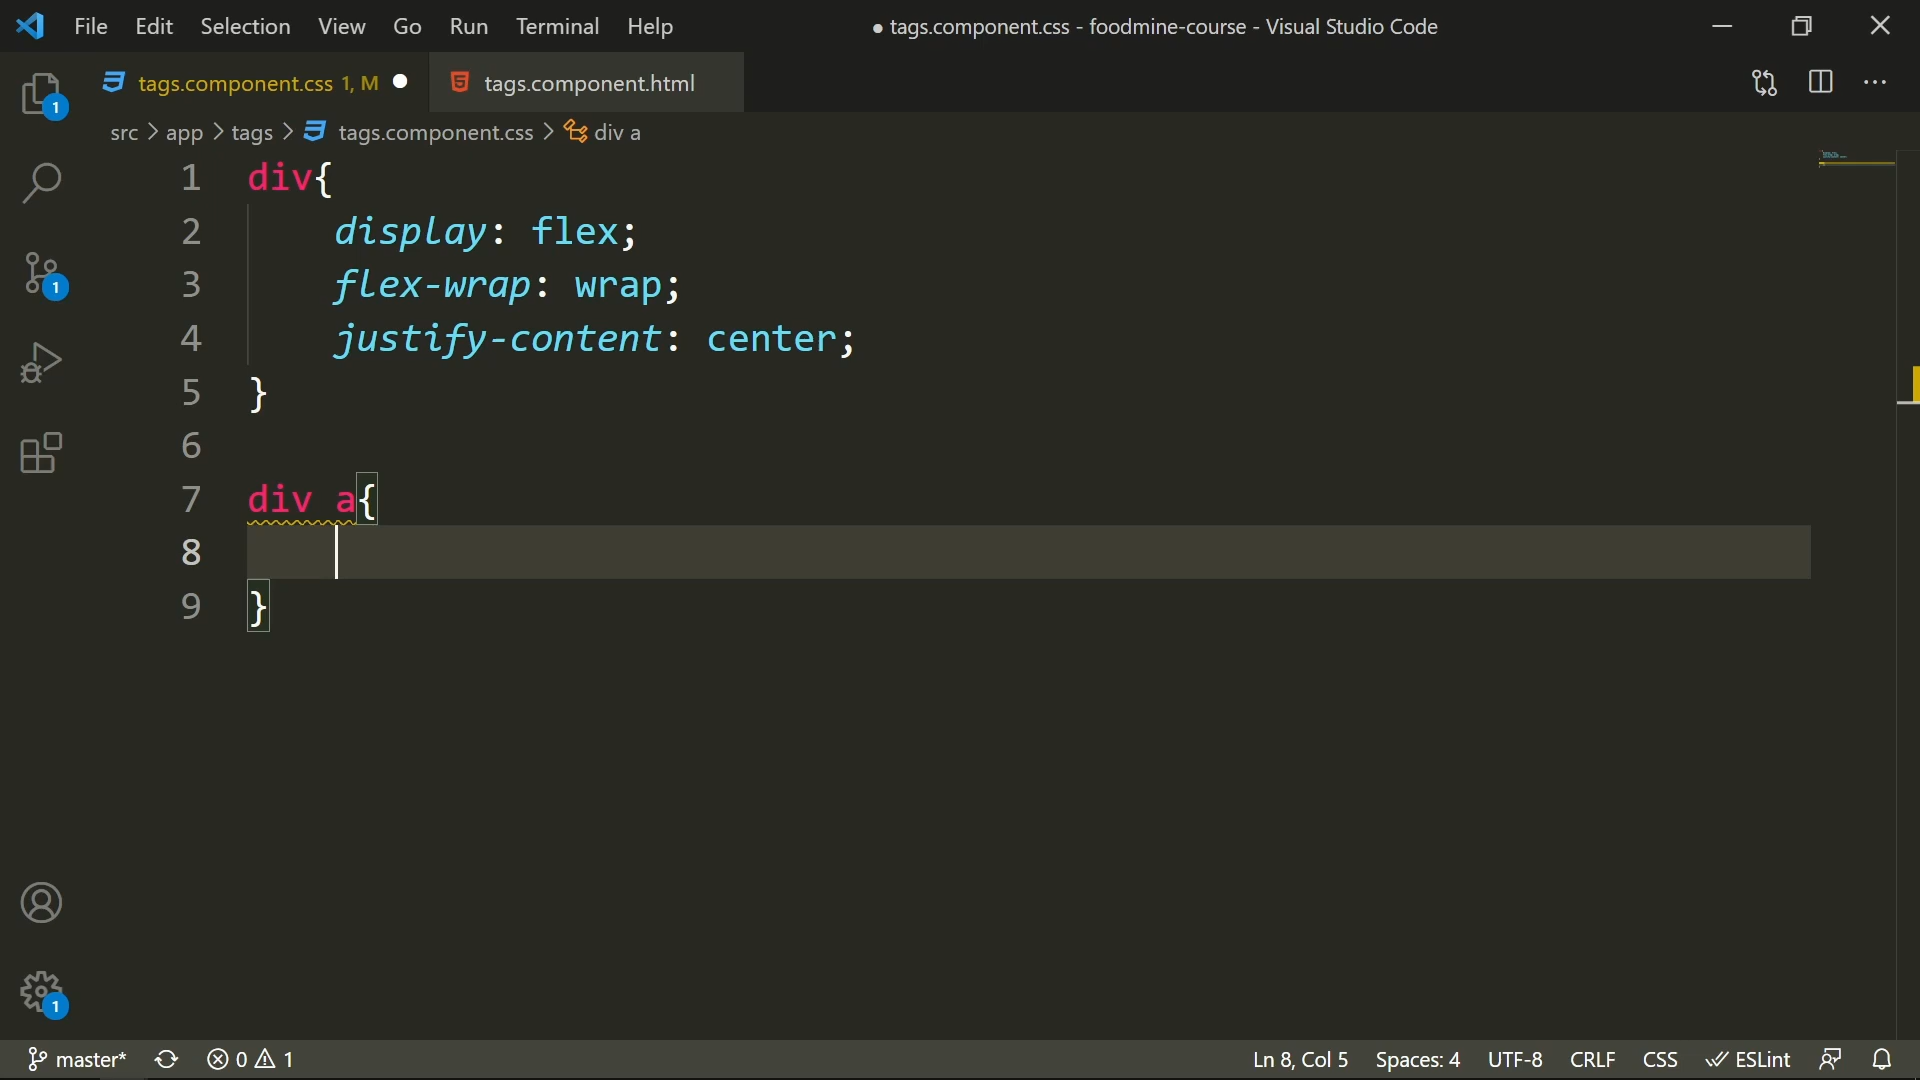 File Edit Selection View Go Run Terminal Help
● tags.component.css - foodmine-course - Visual Studio Code
tags.component.css 1, M ● tags.component.html
src > app > tags > tags.component.css > div a
1 div{
2     display: flex;
3     flex-wrap: wrap;
4     justify-content: center;
5 }
6
7 div a{
8
9 }
1
1
1
master* 0 1
Ln 8, Col 5 Spaces: 4 UTF-8 CRLF CSS ESLint